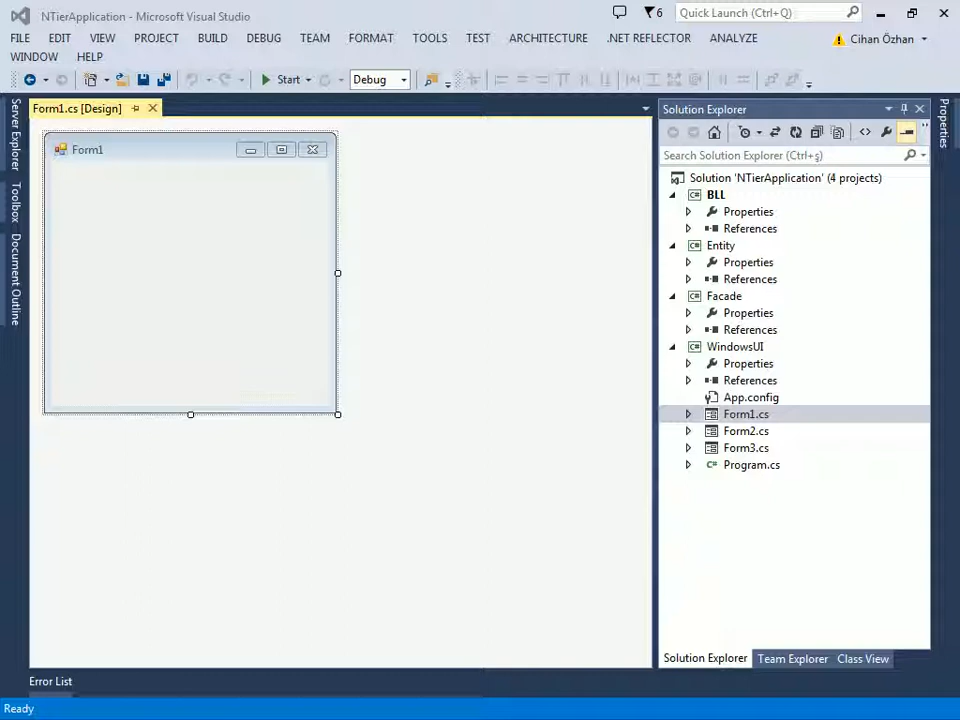 NTierApplication - Microsoft Visual Studio
6
Quick Launch (Ctrl+Q)
FILE EDIT VIEW PROJECT BUILD DEBUG TEAM FORMAT TOOLS TEST ARCHITECTURE .NET REFLECTOR ANALYZE
Cihan Özhan
WINDOW HELP
Start
Debug
Server Explorer
Toolbox
Document Outline
Form1.cs [Design]
Form1
Solution Explorer
Search Solution Explorer (Ctrl+ş)
Solution 'NTierApplication' (4 projects)
C# BLL
Properties
References
C# Entity
Properties
References
C# Facade
Properties
References
C# WindowsUI
Properties
References
App.config
Form1.cs
Form2.cs
Form3.cs
C# Program.cs
Solution Explorer Team Explorer Class View
Properties
Error List
Ready